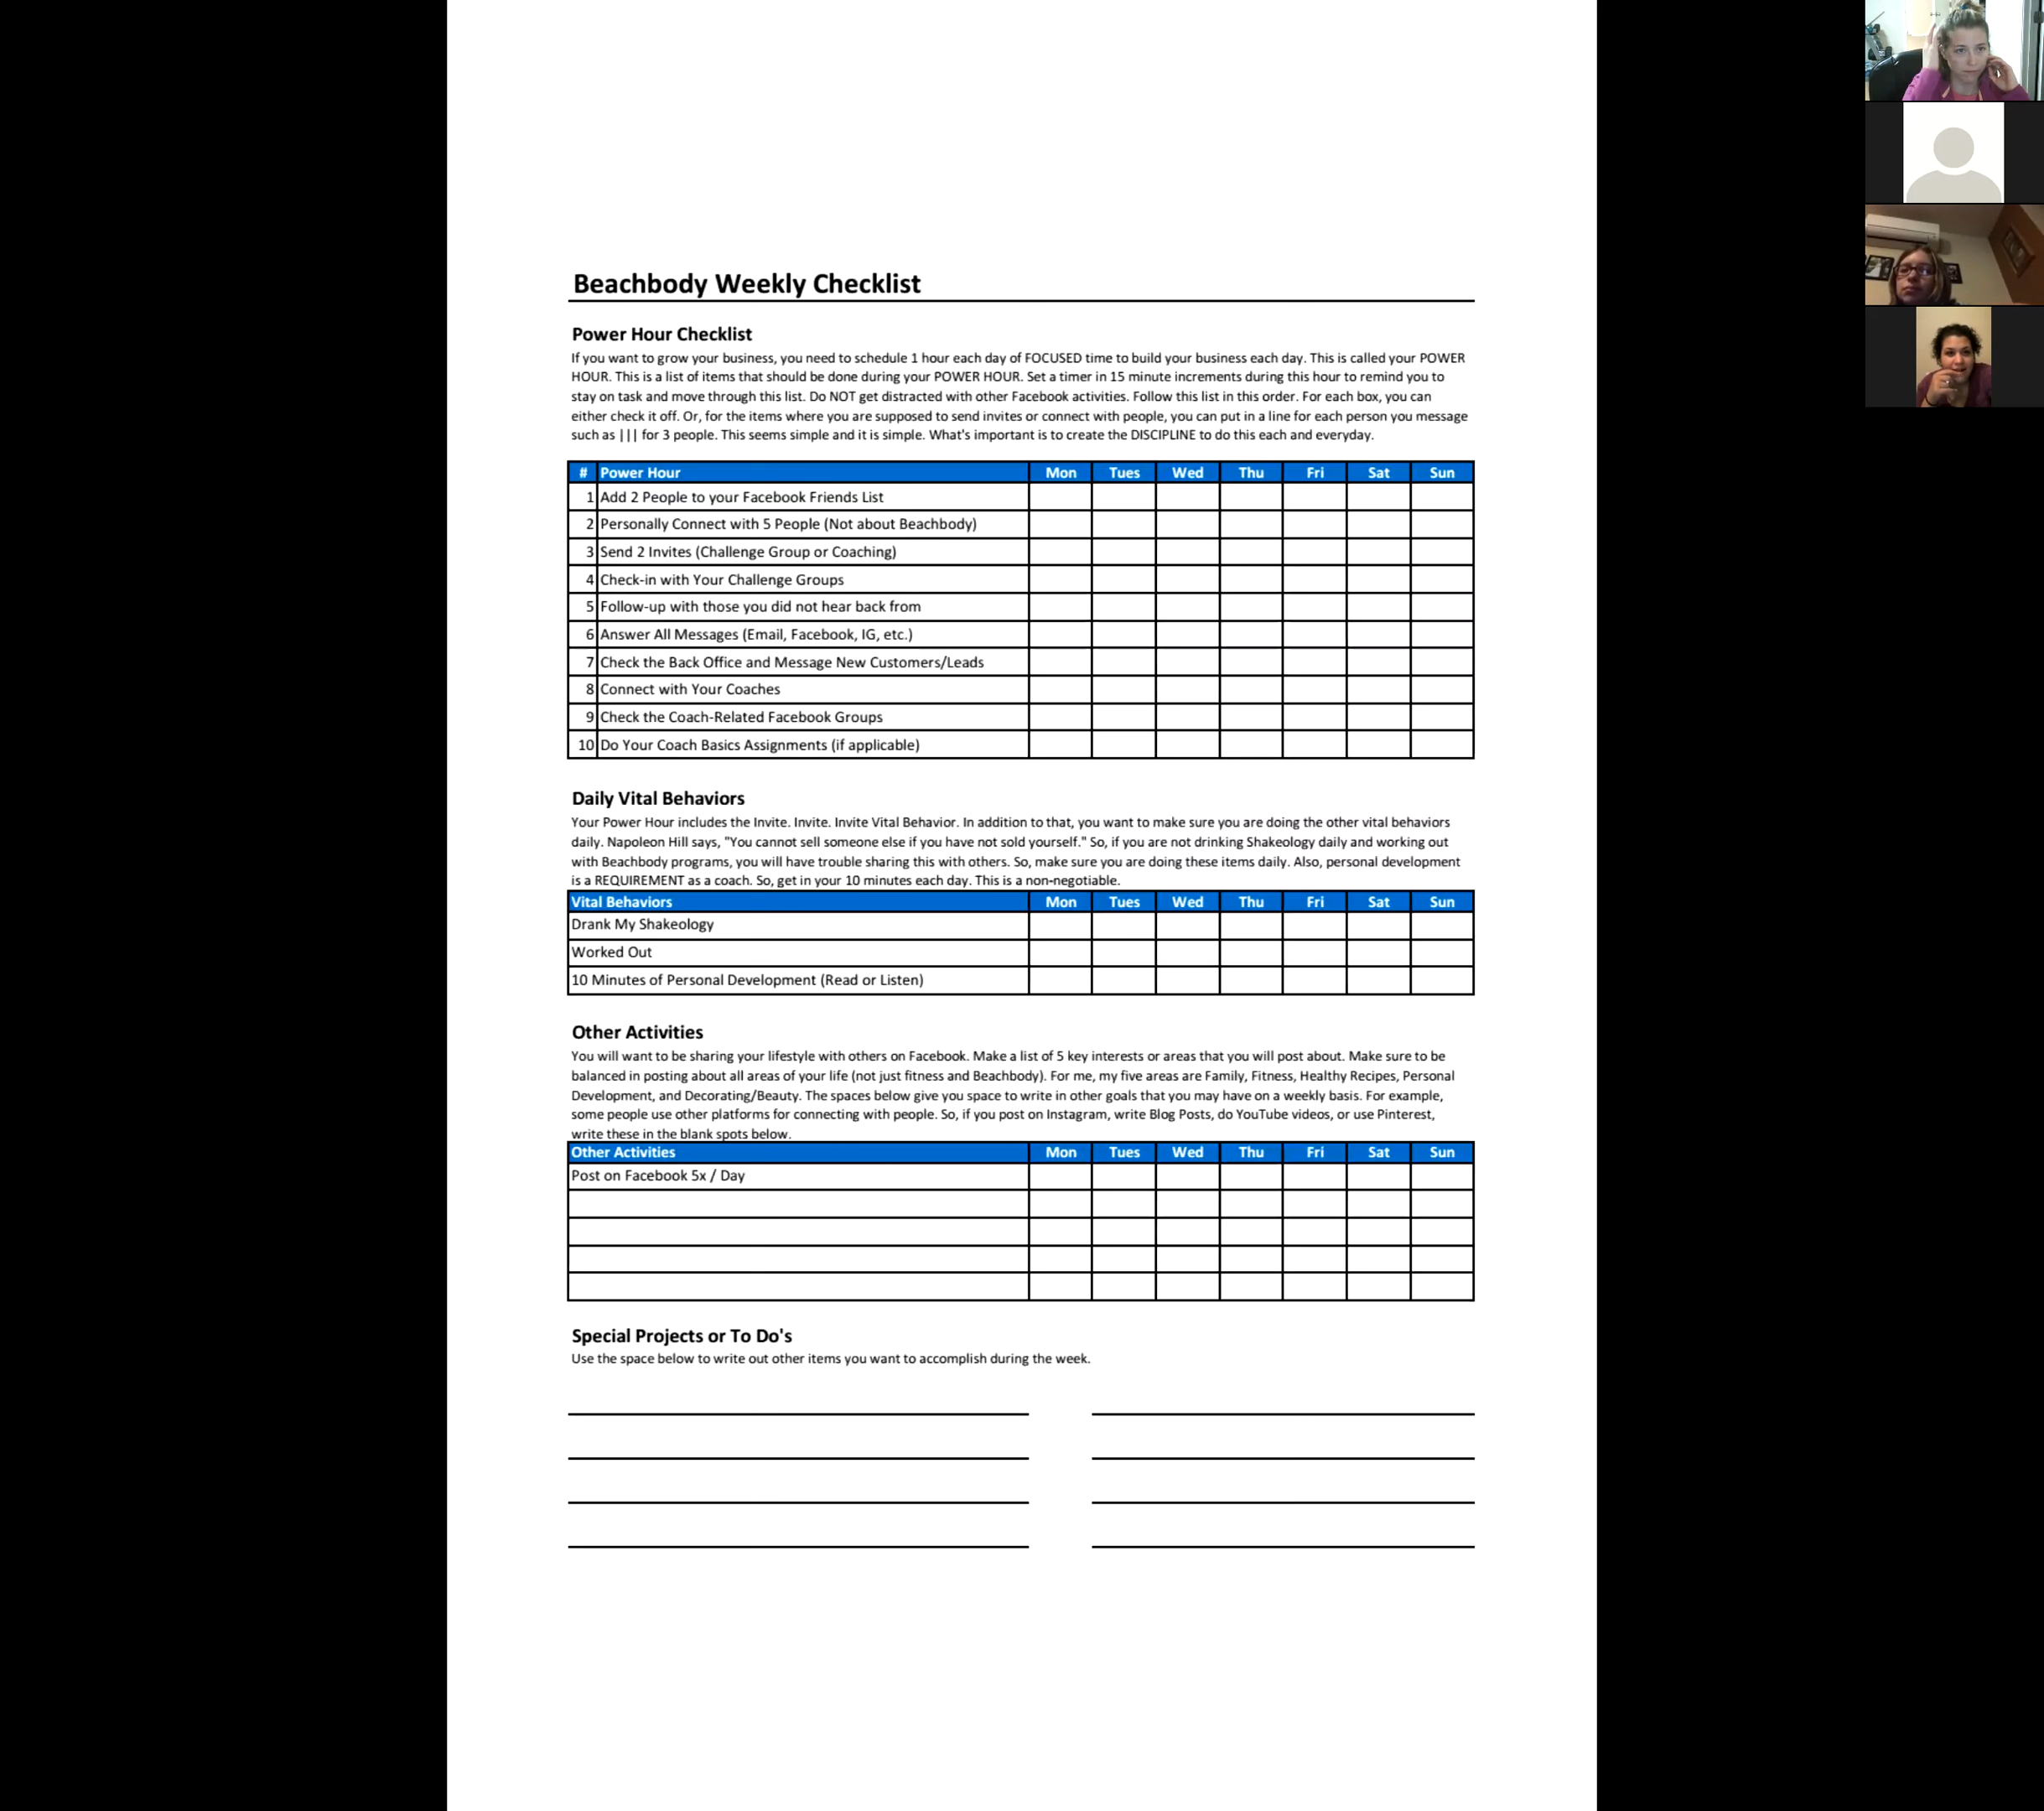 Beachbody Weekly Checklist
Power Hour Checklist
If you want to grow your business, you need to schedule 1 hour each day of FOCUSED time to build your business each day. This is called your POWER
HOUR. This is a list of items that should be done during your POWER HOUR. Set a timer in 15 minute increments during this hour to remind you to
stay on task and move through this list. Do NOT get distracted with other Facebook activities. Follow this list in this order. For each box, you can
either check it off. Or, for the items where you are supposed to send invites or connect with people, you can put in a line for each person you message
such as ||| for 3 people. This seems simple and it is simple. What's important is to create the DISCIPLINE to do this each and everyday.
# Power Hour Mon Tues Wed Thu Fri Sat Sun
1 Add 2 People to your Facebook Friends List
2 Personally Connect with 5 People (Not about Beachbody)
3 Send 2 Invites (Challenge Group or Coaching)
4 Check-in with Your Challenge Groups
5 Follow-up with those you did not hear back from
6 Answer All Messages (Email, Facebook, IG, etc.)
7 Check the Back Office and Message New Customers/Leads
8 Connect with Your Coaches
9 Check the Coach-Related Facebook Groups
10 Do Your Coach Basics Assignments (if applicable)
Daily Vital Behaviors
Your Power Hour includes the Invite. Invite. Invite Vital Behavior. In addition to that, you want to make sure you are doing the other vital behaviors
daily. Napoleon Hill says, "You cannot sell someone else if you have not sold yourself." So, if you are not drinking Shakeology daily and working out
with Beachbody programs, you will have trouble sharing this with others. So, make sure you are doing these items daily. Also, personal development
is a REQUIREMENT as a coach. So, get in your 10 minutes each day. This is a non-negotiable.
Vital Behaviors Mon Tues Wed Thu Fri Sat Sun
Drank My Shakeology
Worked Out
10 Minutes of Personal Development (Read or Listen)
Other Activities
You will want to be sharing your lifestyle with others on Facebook. Make a list of 5 key interests or areas that you will post about. Make sure to be
balanced in posting about all areas of your life (not just fitness and Beachbody). For me, my five areas are Family, Fitness, Healthy Recipes, Personal
Development, and Decorating/Beauty. The spaces below give you space to write in other goals that you may have on a weekly basis. For example,
some people use other platforms for connecting with people. So, if you post on Instagram, write Blog Posts, do YouTube videos, or use Pinterest,
write these in the blank spots below.
Other Activities Mon Tues Wed Thu Fri Sat Sun
Post on Facebook 5x / Day
Special Projects or To Do's
Use the space below to write out other items you want to accomplish during the week.